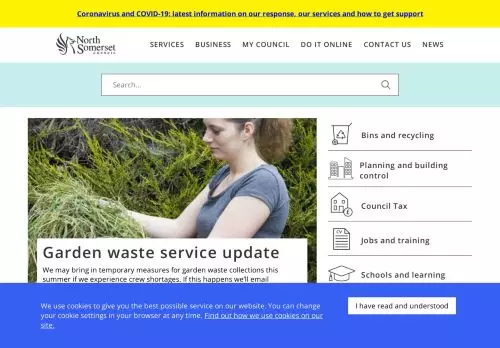 Coronavirus and COVID-19: latest information on our response, our services and how to get support
North
Somerset
COUNCIL
SERVICES BUSINESS MY COUNCIL DO IT ONLINE CONTACT US NEWS
Search...
Bins and recycling
Planning and building
control
Council Tax
CV
Jobs and training
Schools and learning
Garden waste service update
We may bring in temporary measures for garden waste collections this
summer if we experience crew shortages. If this happens we'll email
We use cookies to give you the best possible service on our website. You can change
your cookie settings in your browser at any time. Find out how we use cookies on our
site.
I have read and understood